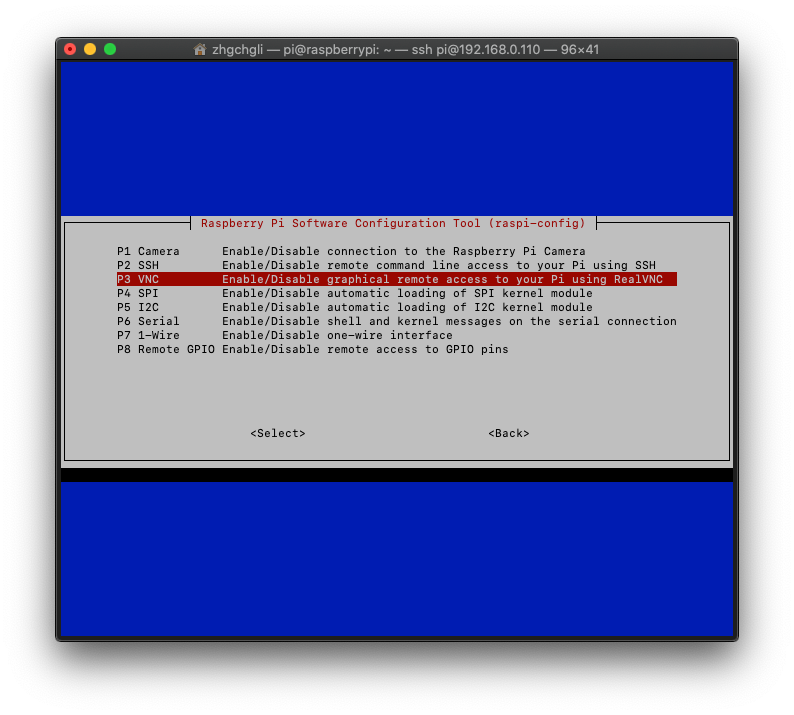 zhgchgli — pi@raspberrypi: ~ — ssh pi@192.168.0.110 — 96×41
Raspberry Pi Software Configuration Tool (raspi-config)
P1 Camera Enable/Disable connection to the Raspberry Pi Camera
P2 SSH Enable/Disable remote command line access to your Pi using SSH
P3 VNC Enable/Disable graphical remote access to your Pi using RealVNC
P4 SPI Enable/Disable automatic loading of SPI kernel module
P5 I2C Enable/Disable automatic loading of I2C kernel module
P6 Serial Enable/Disable shell and kernel messages on the serial connection
P7 1-Wire Enable/Disable one-wire interface
P8 Remote GPIO Enable/Disable remote access to GPIO pins
<Select> <Back>